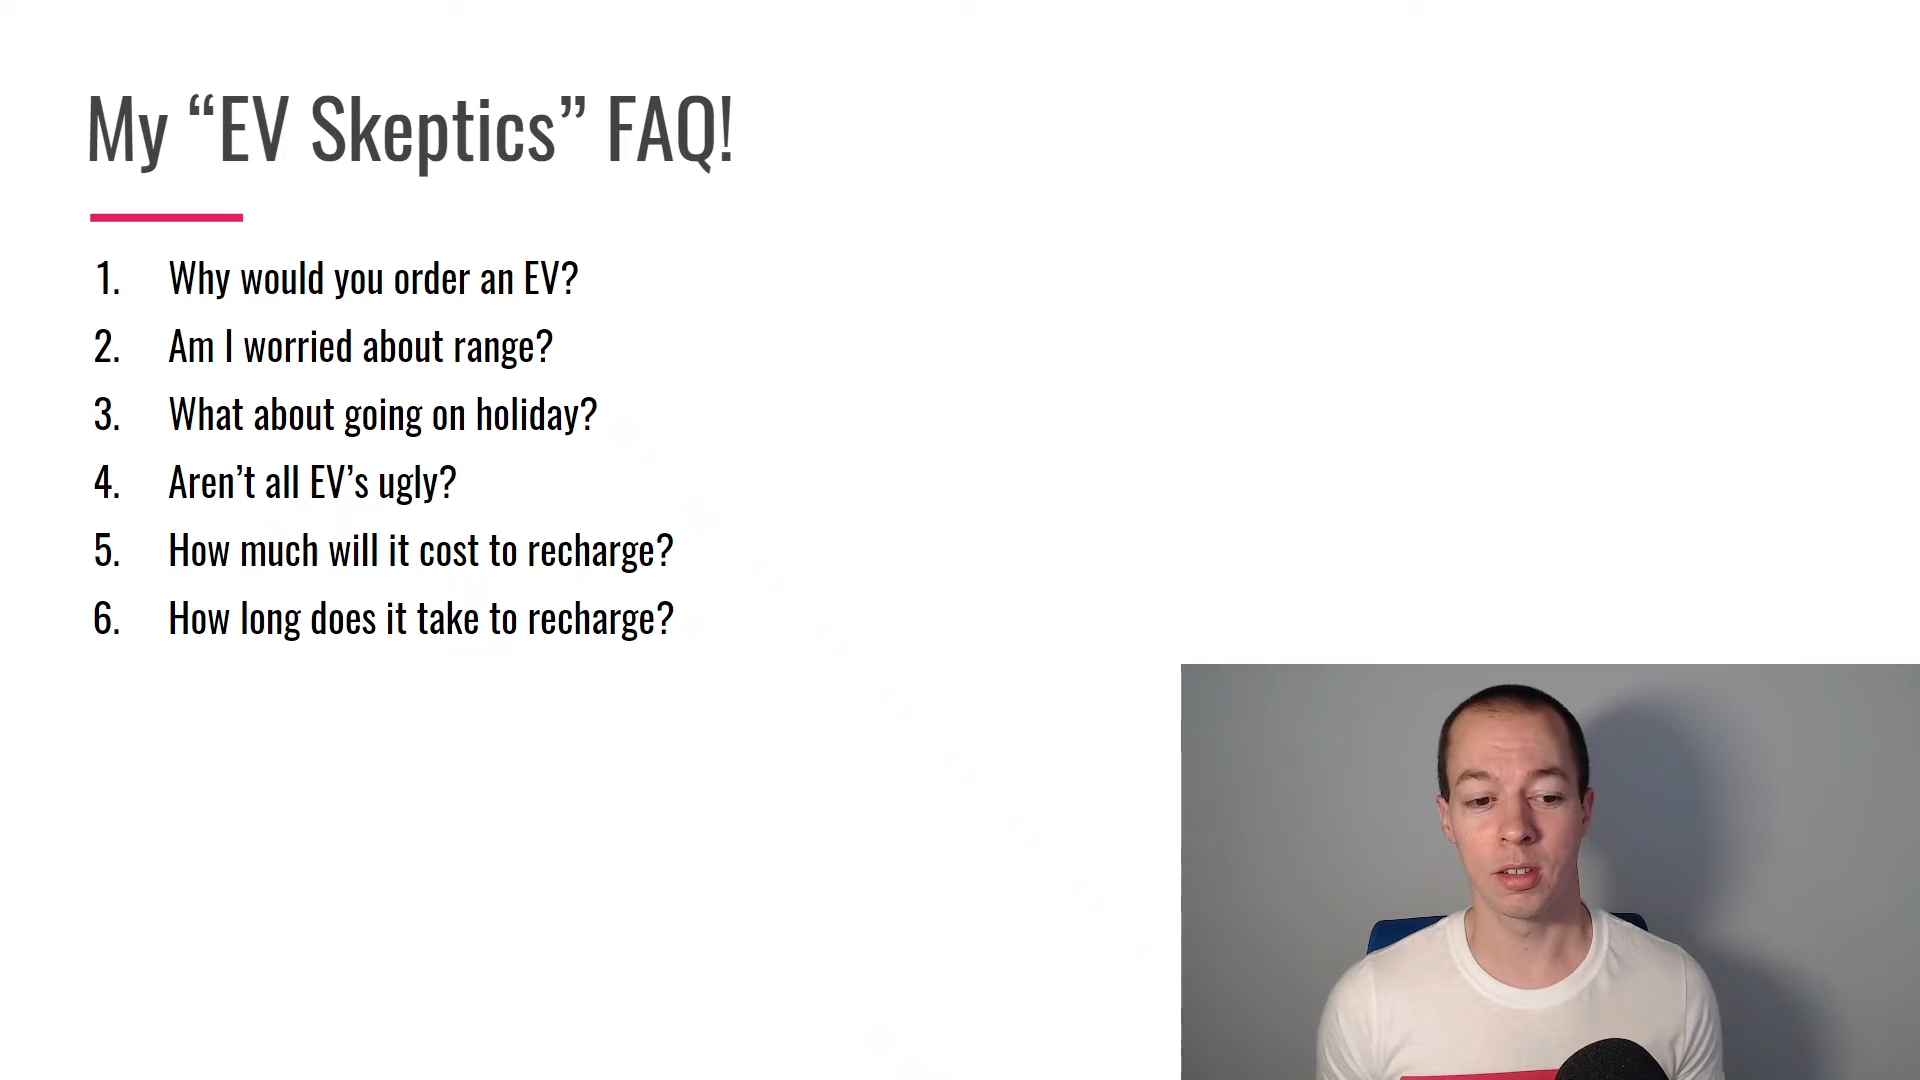 My “EV Skeptics” FAQ!
1. Why would you order an EV?
2. Am I worried about range?
3. What about going on holiday?
4. Aren’t all EV’s ugly?
5. How much will it cost to recharge?
6. How long does it take to recharge?